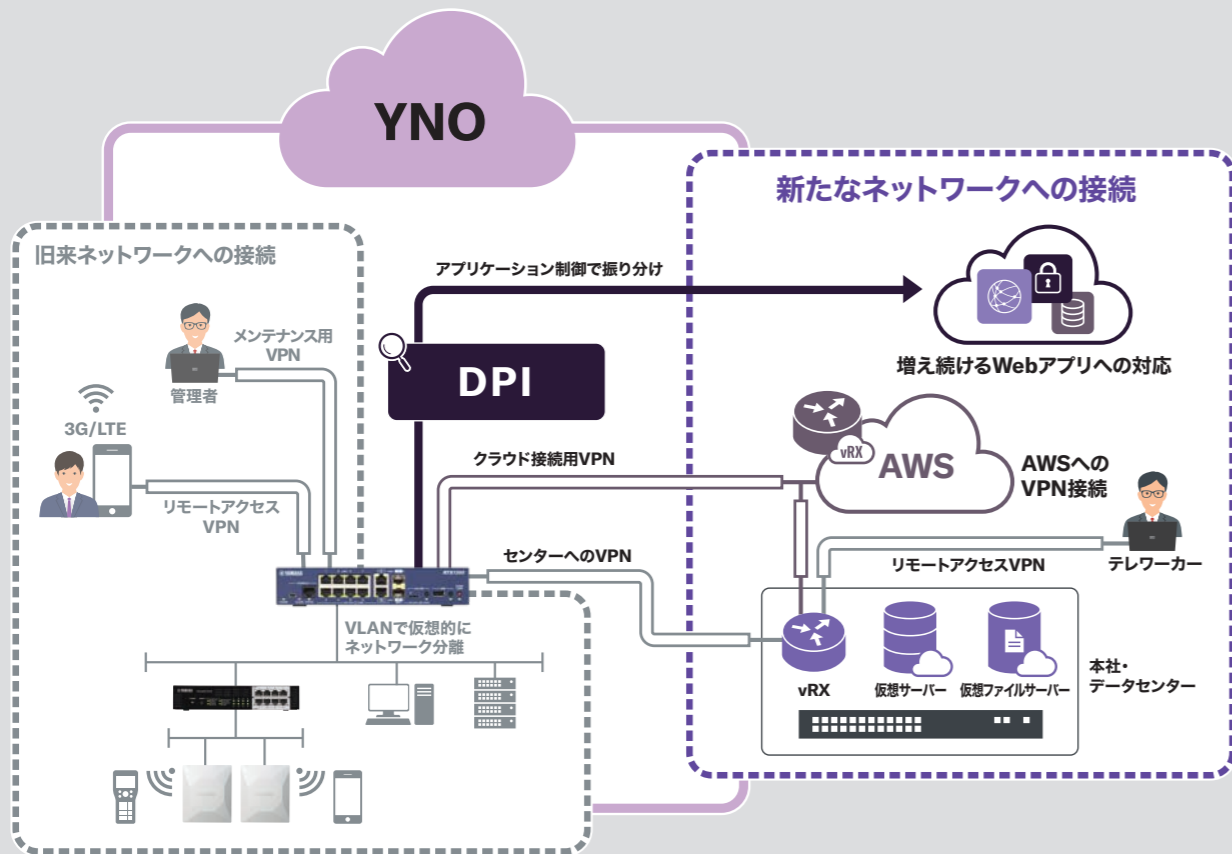 YNO
旧来ネットワークへの接続
メンテナンス用
VPN
管理者
3G/LTE
リモートアクセス
VPN
アプリケーション制御で振り分け
DPI
クラウド接続用VPN
センターへのVPN
VLANで仮想的に
ネットワーク分離
新たなネットワークへの接続
増え続けるWebアプリへの対応
vRX
AWS
AWSへの
VPN接続
リモートアクセスVPN
テレワーカー
vRX
仮想サーバー
仮想ファイルサーバー
本社・
データセンター